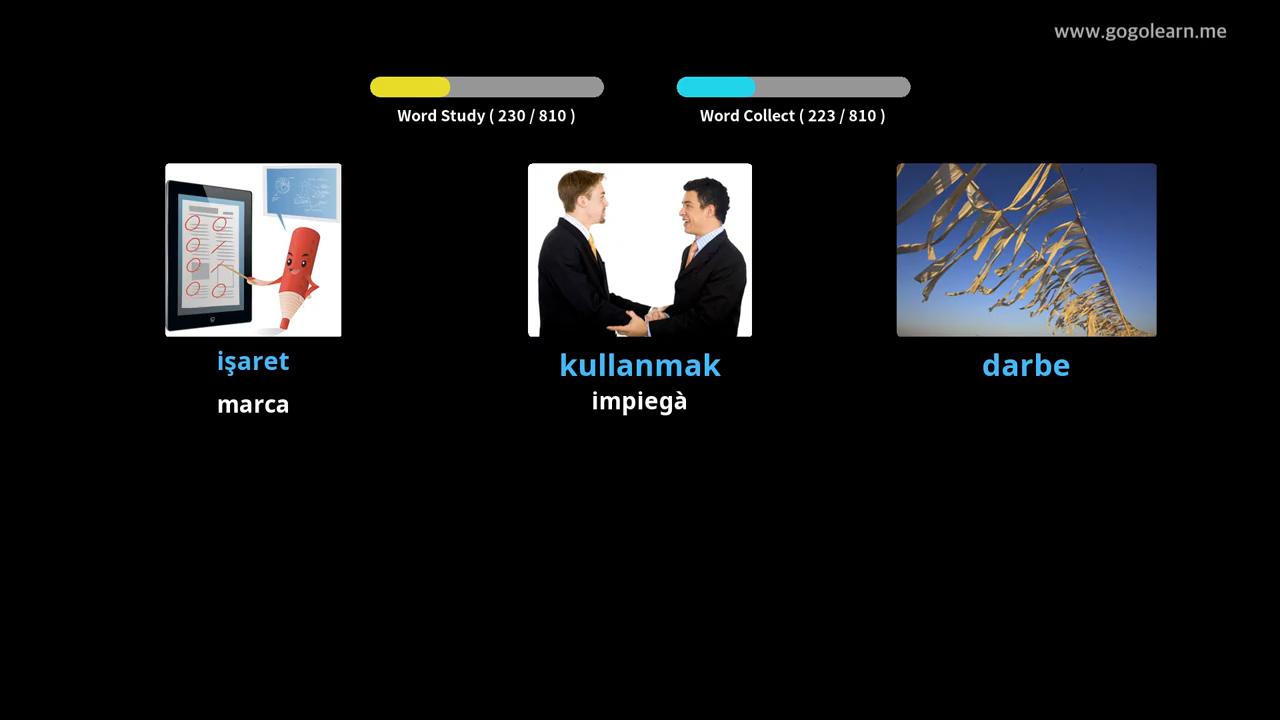 www.gogolearn.me
Word Study ( 230 / 810 )
Word Collect ( 223 / 810 )
işaret
kullanmak
darbe
marca
impiegà